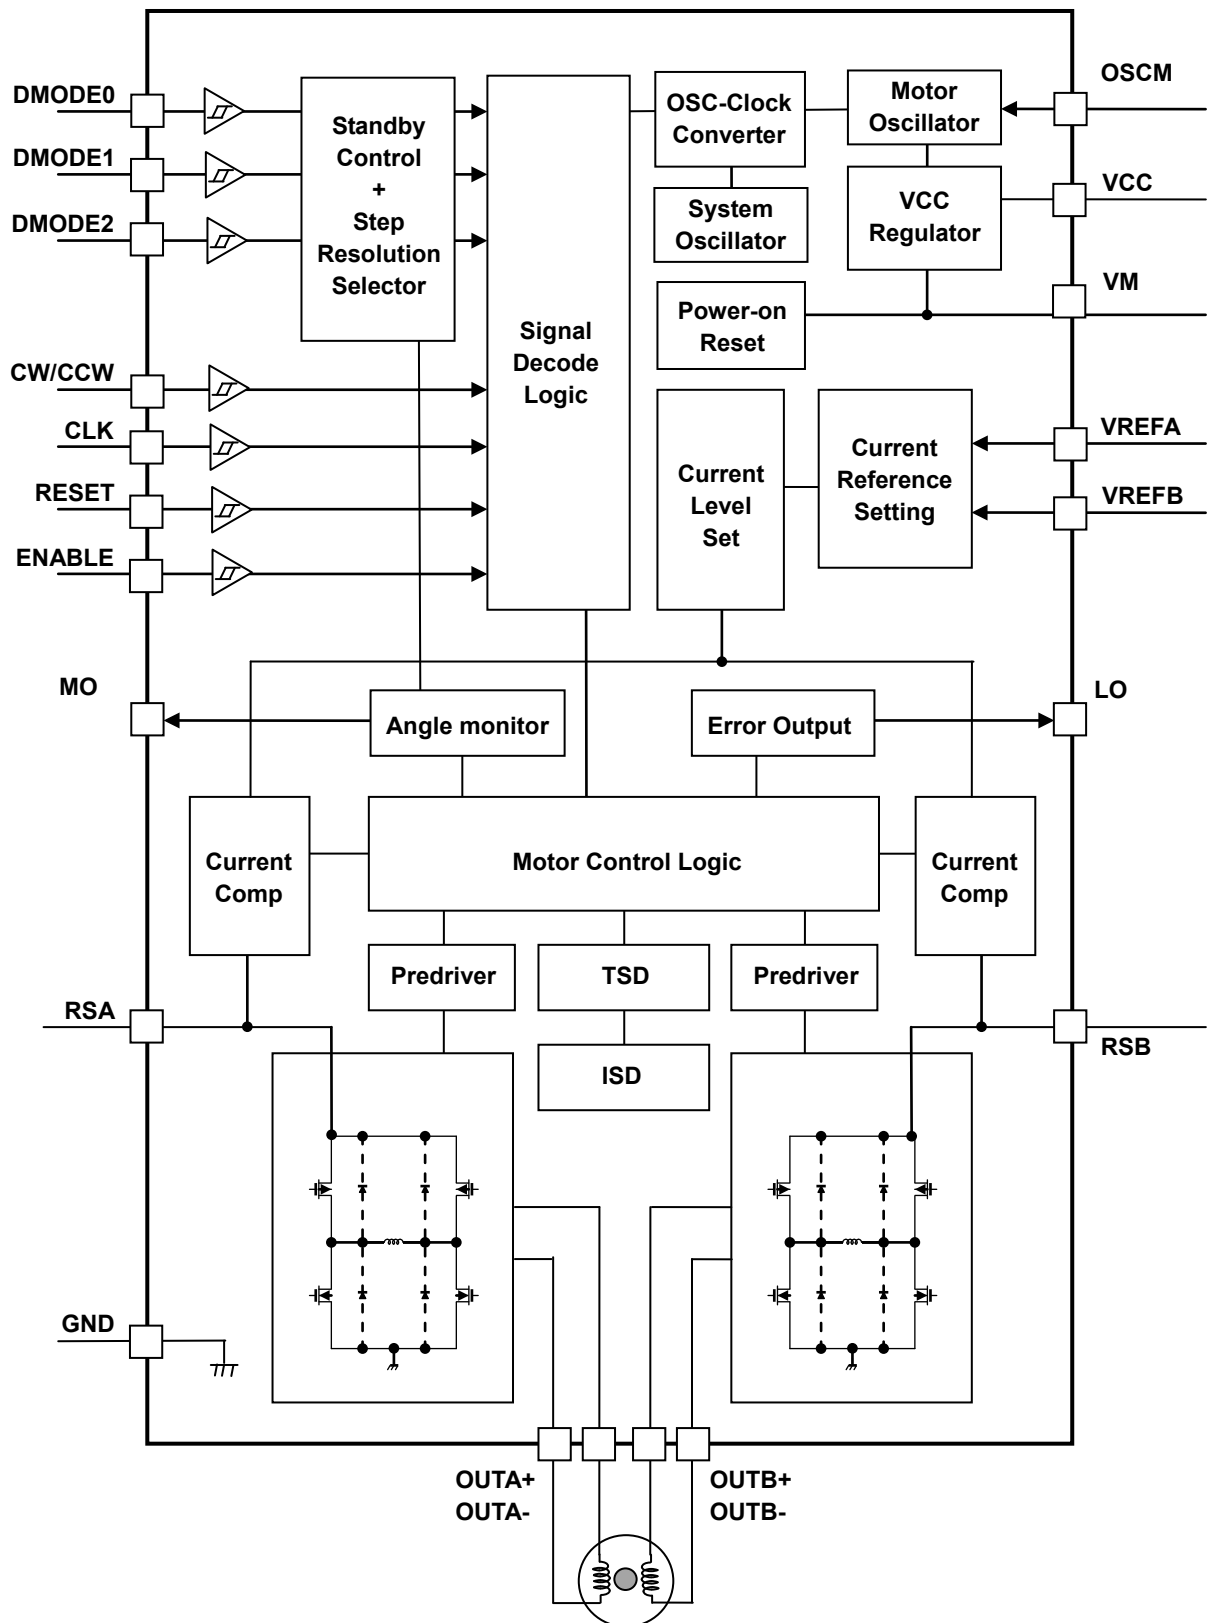 DMODE0
DMODE1
DMODE2
CW/CCW
CLK
RESET
ENABLE
MO
RSA
GND
Standby
Control
+
Step
Resolution
Selector
Signal
Decode
Logic
OSC-Clock
Converter
System
Oscillator
Motor
Oscillator
VCC
Regulator
Power-on
Reset
Current
Level
Set
Current
Reference
Setting
OSCM
VCC
VM
VREFA
VREFB
LO
RSB
Angle monitor
Error Output
Current
Comp
Motor Control Logic
Current
Comp
Predriver
TSD
Predriver
ISD
OUTA+
OUTA-
OUTB+
OUTB-